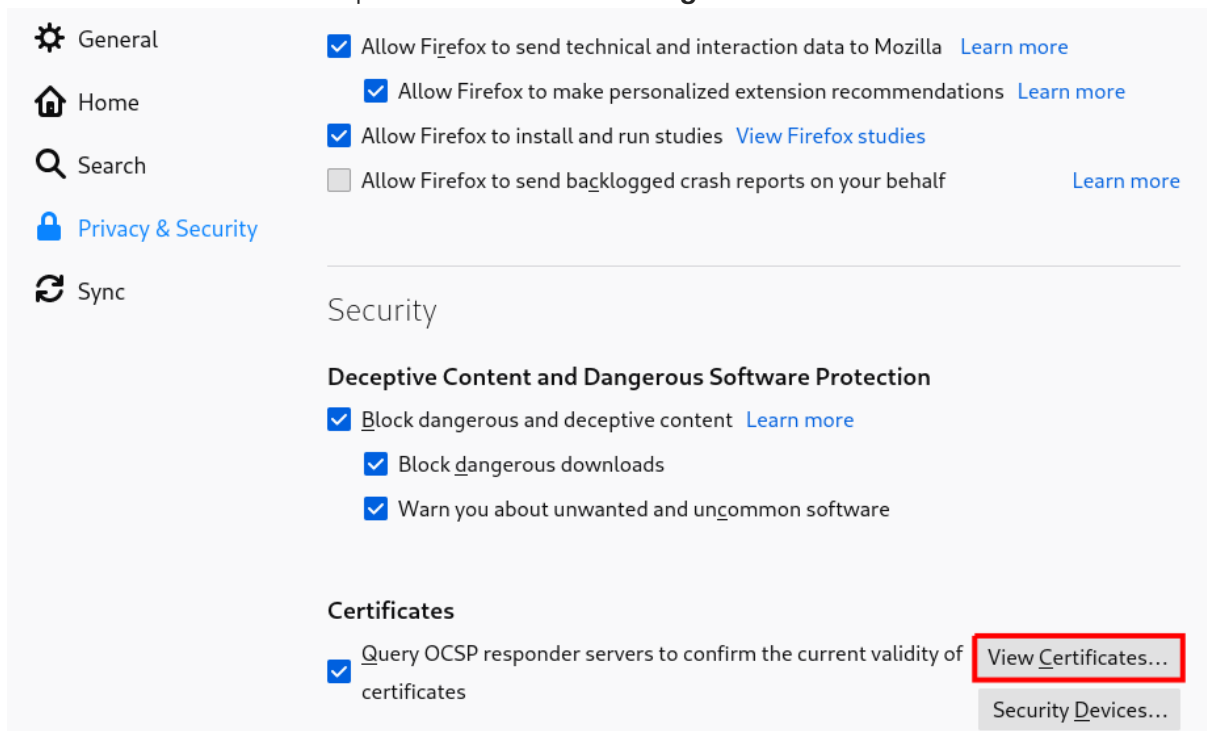 General
Home
Search
Privacy & Security
Sync
Allow Firefox to send technical and interaction data to Mozilla Learn more
Allow Firefox to make personalized extension recommendations Learn more
Allow Firefox to install and run studies View Firefox studies
Allow Firefox to send backlogged crash reports on your behalf Learn more
Security
Deceptive Content and Dangerous Software Protection
Block dangerous and deceptive content Learn more
Block dangerous downloads
Warn you about unwanted and uncommon software
Certificates
Query OCSP responder servers to confirm the current validity of
certificates
View Certificates...
Security Devices...